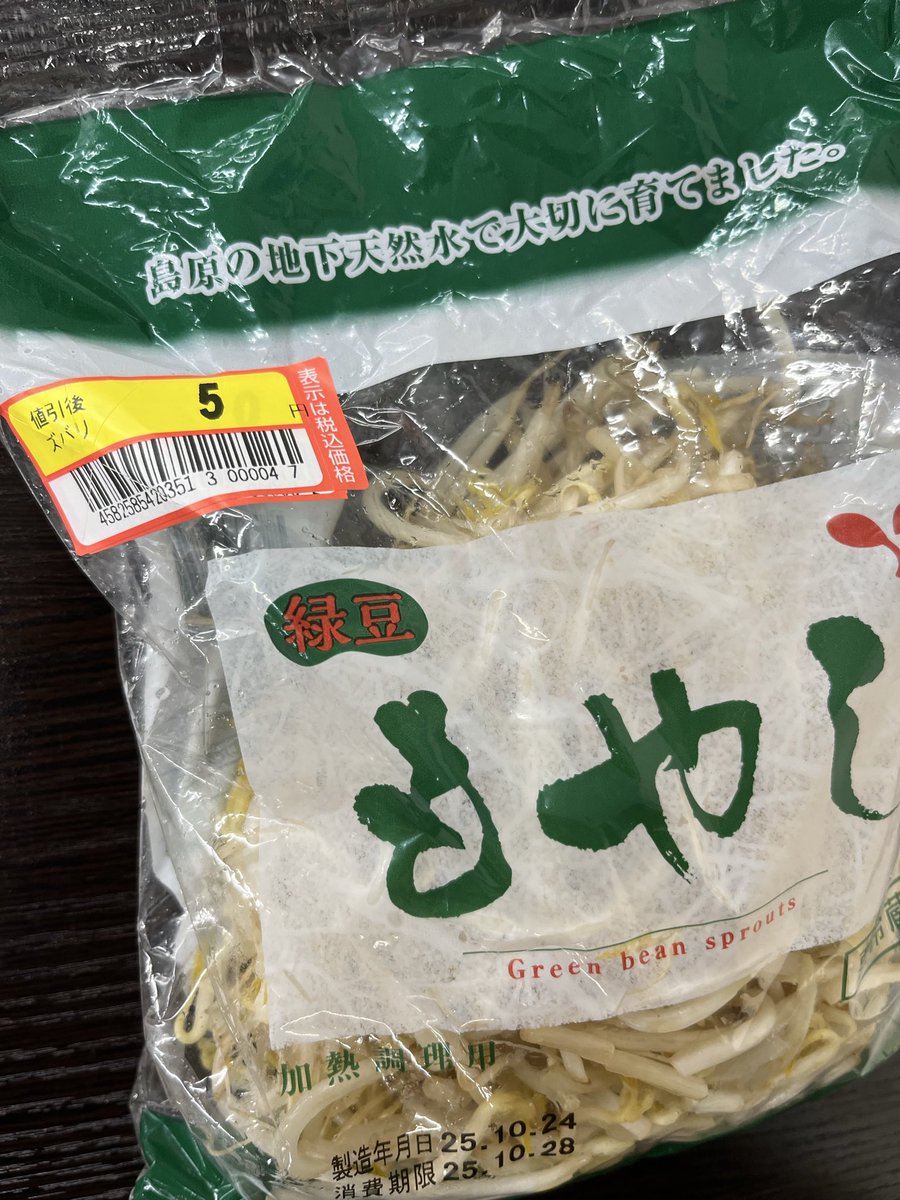 島原の地下天然水で大切に育てました。
値引後
ズバリ
5
円
表示は税込価格
4582585420351 3 00004 7
緑豆
もやし
Green bean sprouts
加熱調理用
製造年月日 25.10.24
消費期限 25.10.28